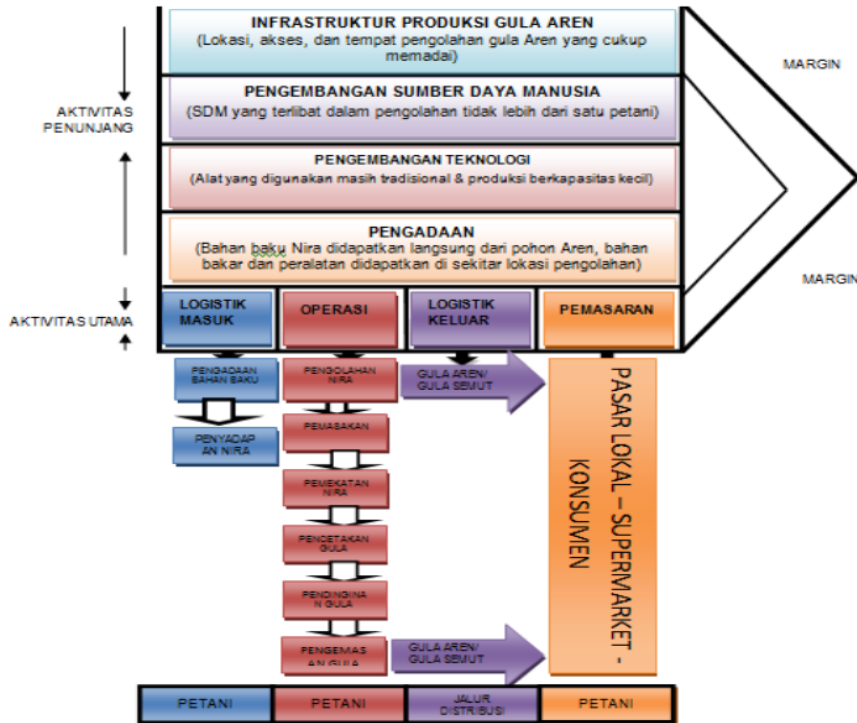 INFRASTRUKTUR PRODUKSI GULA AREN
(Lokasi, akses, dan tempat pengolahan gula Aren yang cukup
memadai)
MARGIN
PENGEMBANGAN SUMBER DAYA MANUSIA
(SDM yang terlibat dalam pengolahan tidak lebih dari satu petani)
AKTIVITAS
PENUNJANG
PENGEMBANGAN TEKNOLOGI
(Alat yang digunakan masih tradisional & produksi berkapasitas kecil)
PENGADAAN
(Bahan baku Nira didapatkan langsung dari pohon Aren, bahan
bakar dan peralatan didapatkan di sekitar lokasi pengolahan)
MARGIN
AKTIVITAS UTAMA
LOGISTIK
MASUK
OPERASI
LOGISTIK
KELUAR
PEMASARAN
PENGADAAN
BAHAN BAKU
PENYADAP
AN NIRA
PENGOLAHAN
NIRA
PEMASAKAN
PEMEKATAN
NIRA
PENCETAKAN
GULA
PENDINGINA
N GULA
PENGEMAS
AN GULA
GULA AREN/
GULA SEMUT
GULA AREN/
GULA SEMUT
PASAR LOKAL – SUPERMARKET -
KONSUMEN
PETANI
PETANI
JALUR
DISTRIBUSI
PETANI